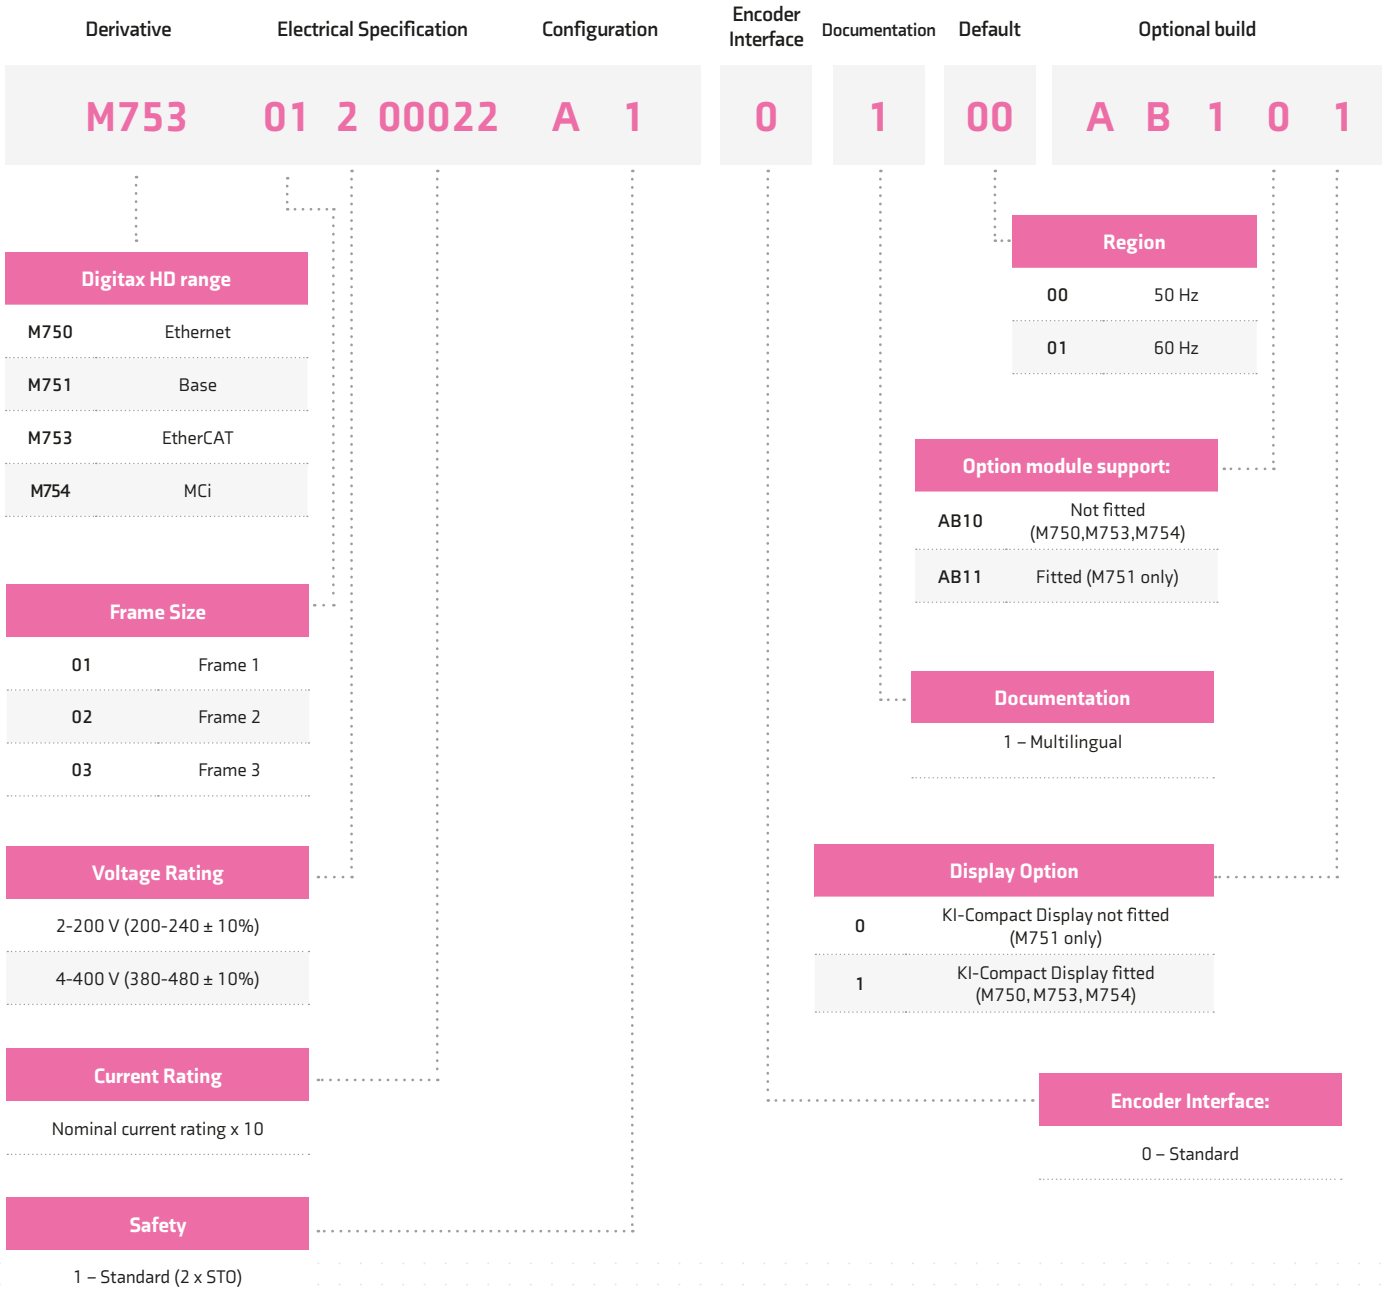 Derivative Electrical Specification Configuration Encoder Interface Documentation Default Optional build
M753 01 2 00022 A 1 0 1 00 A B 1 0 1
Digitax HD range
M750 Ethernet
M751 Base
M753 EtherCAT
M754 MCi
Frame Size
01 Frame 1
02 Frame 2
03 Frame 3
Voltage Rating
2-200 V (200-240 ± 10%)
4-400 V (380-480 ± 10%)
Current Rating
Nominal current rating x 10
Safety
1 – Standard (2 x STO)
Region
00 50 Hz
01 60 Hz
Option module support:
AB10 Not fitted
(M750,M753,M754)
AB11 Fitted (M751 only)
Documentation
1 – Multilingual
Display Option
0 KI-Compact Display not fitted
(M751 only)
1 KI-Compact Display fitted
(M750, M753, M754)
Encoder Interface:
0 – Standard